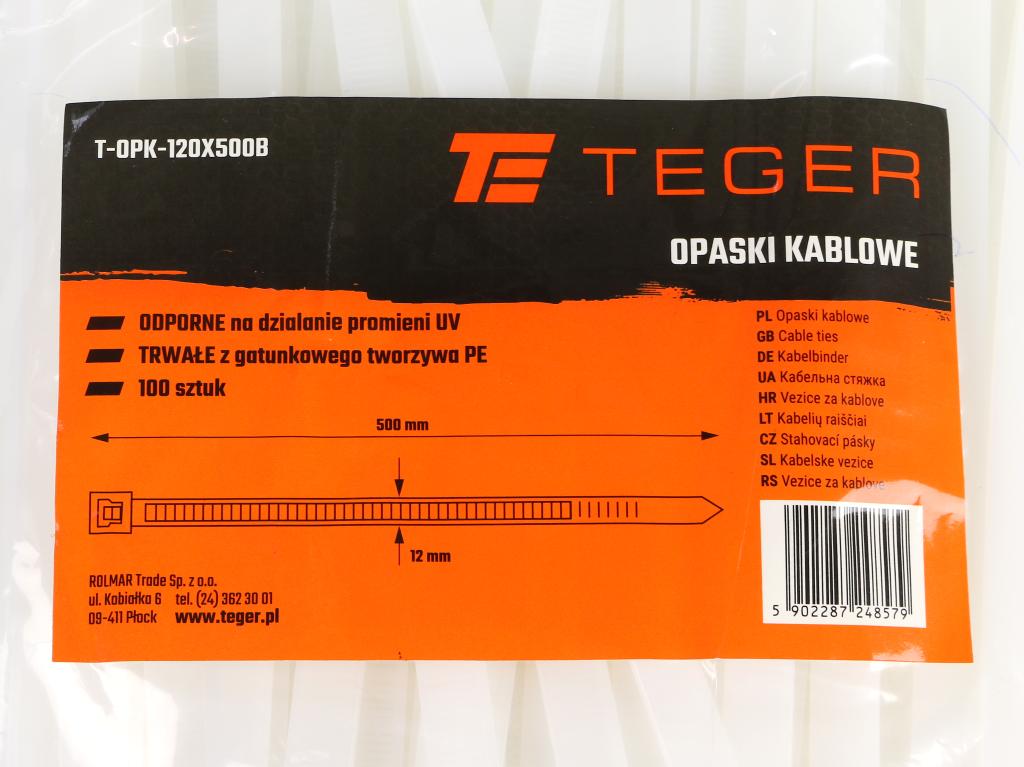 T-OPK-120X500B
TEGER
OPASKI KABLOWE
ODPORNE na dzialanie promieni UV
TRWAŁE z gatunkowego tworzywa PE
100 sztuk
500 mm
12 mm
PL Opaski kablowe
GB Cable ties
DE Kabelbinder
UA Кабельна стяжка
HR Vezice za kablove
LT Kabelių raiščiai
CZ Stahovací pásky
SL Kabelske vezice
RS Vezice za kablove
ROLMAR Trade Sp. z o.o.
ul. Kobiałka 6 tel. (24) 362 30 01
09-411 Płock www.teger.pl
5 902287 248579